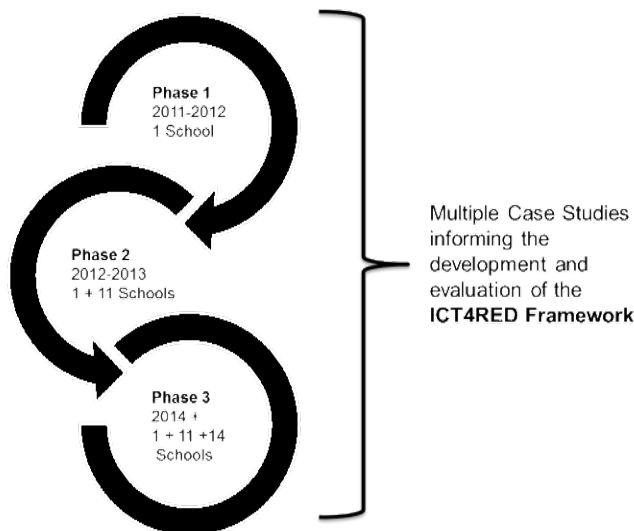 Phase 1
2011-2012
1 School
Phase 2
2012-2013
1 + 11 Schools
Phase 3
2014 +
1 + 11 +14
Schools
Multiple Case Studies
informing the
development and
evaluation of the
ICT4RED Framework